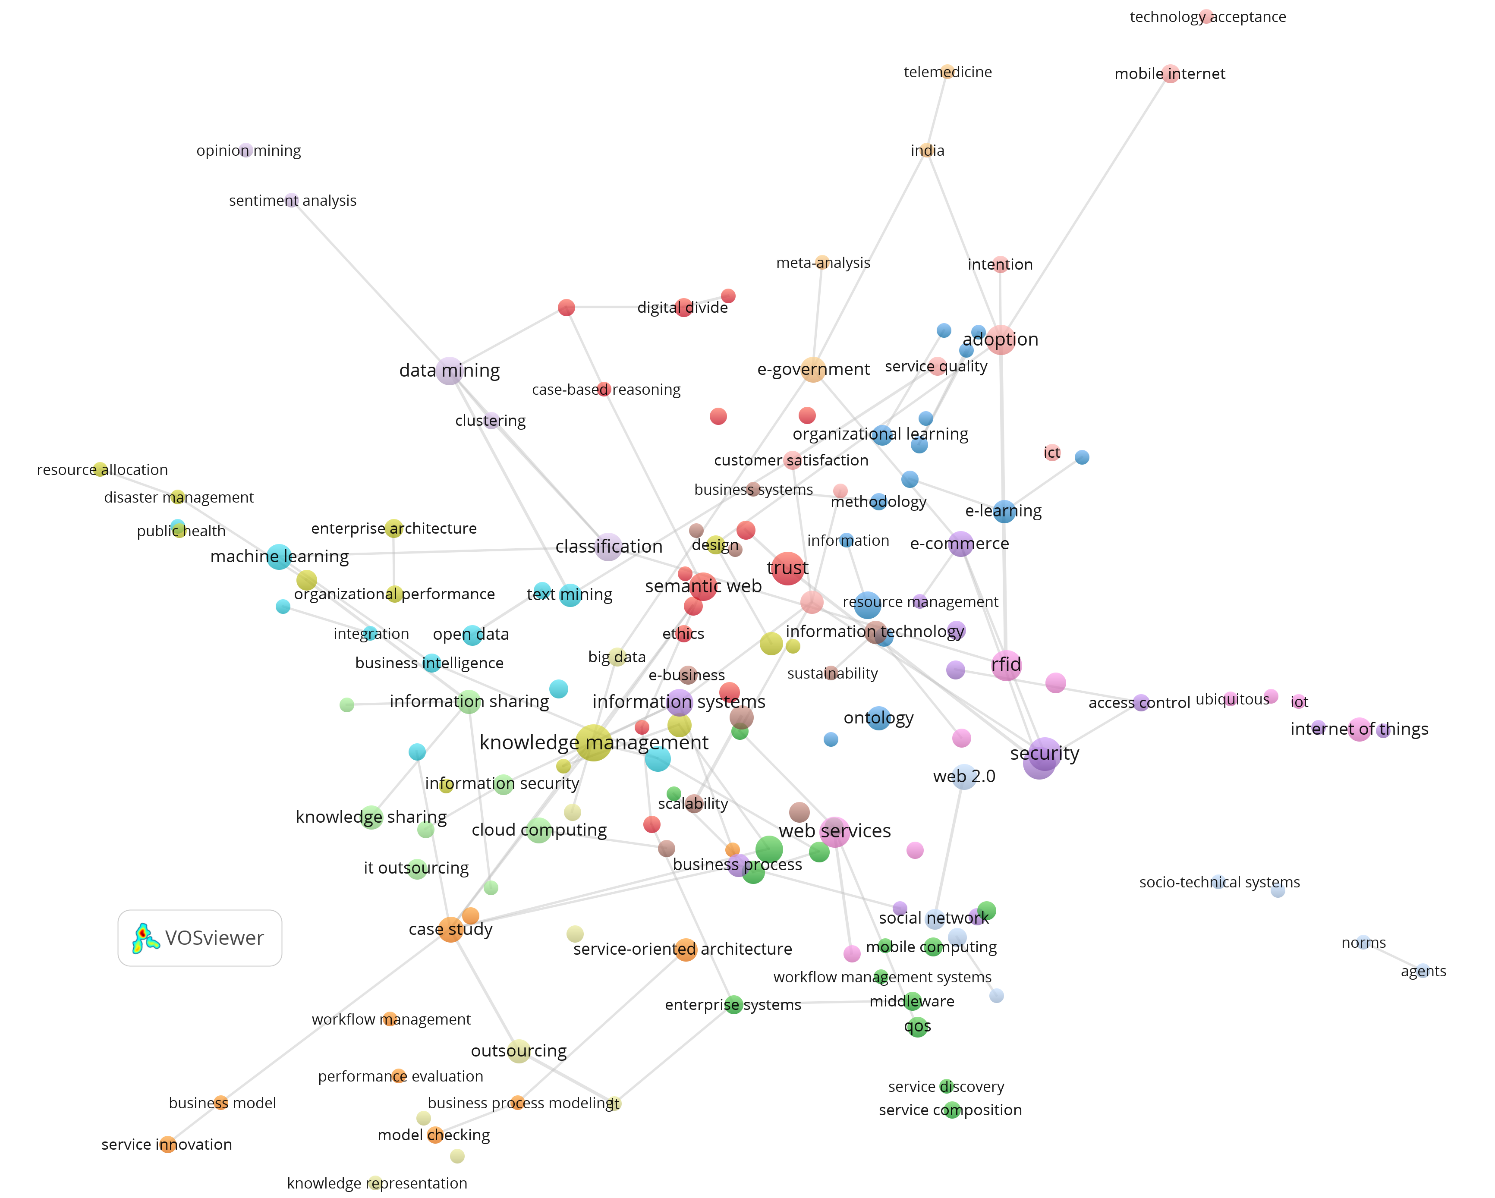 technology acceptance
telemedicine
mobile internet
opinion mining
india
sentiment analysis
meta-analysis
intention
digital divide
adoption
data mining
e-government
service quality
case-based reasoning
clustering
organizational learning
ict
customer satisfaction
resource allocation
business systems
disaster management
methodology
e-learning
public health
enterprise architecture
information
e-commerce
design
classification
machine learning
trust
semantic web
organizational performance
text mining
resource management
integration
open data
ethics
information technology
big data
business intelligence
rfid
e-business
sustainability
information sharing
information systems
access control
ubiquitous
iot
ontology
internet of things
knowledge management
security
web 2.0
information security
scalability
knowledge sharing
cloud computing
web services
it outsourcing
business process
socio-technical systems
social network
case study
VOSviewer
service-oriented architecture
mobile computing
norms
workflow management systems
agents
enterprise systems
middleware
workflow management
qos
outsourcing
performance evaluation
service discovery
business model
business process modeling
it
service composition
model checking
service innovation
knowledge representation